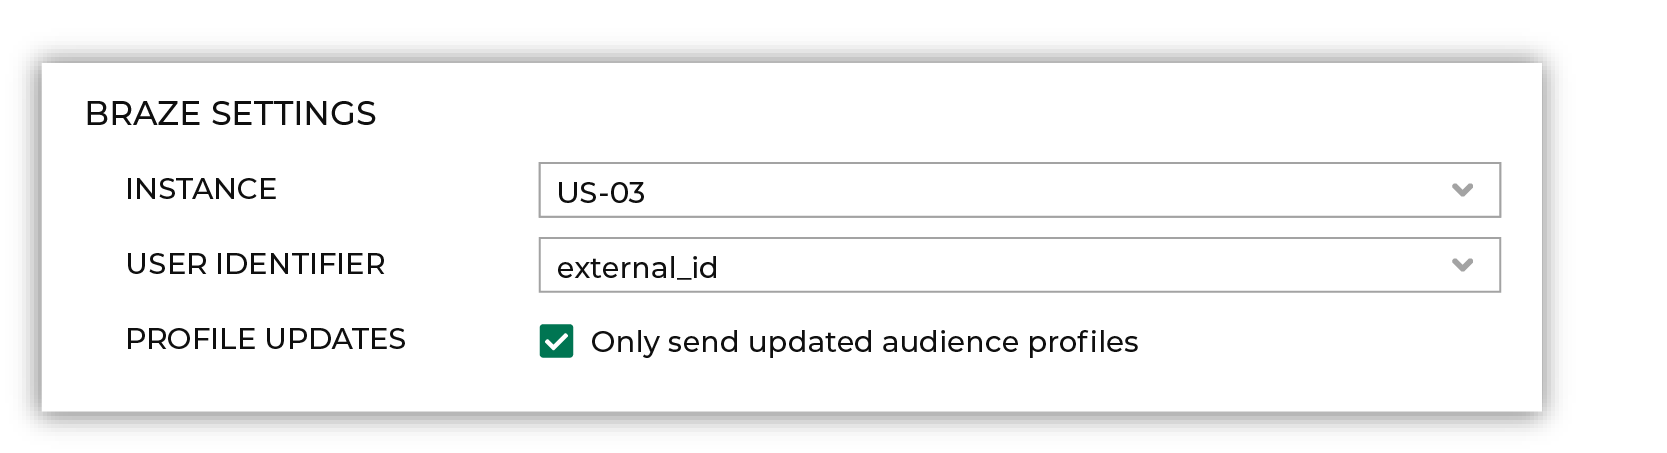 BRAZE SETTINGS
INSTANCE US-03
USER IDENTIFIER external_id
PROFILE UPDATES Only send updated audience profiles